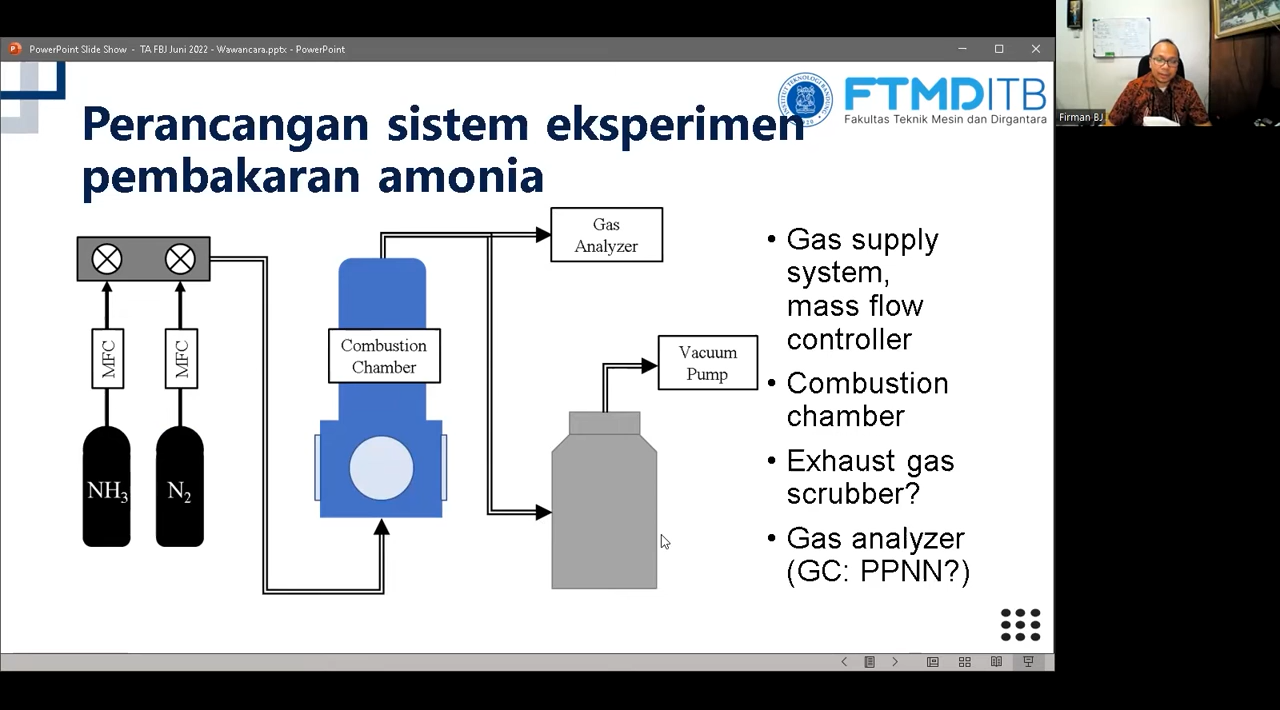 PowerPoint Slide Show - TA FBJ Juni 2022 - Wawancara.pptx - PowerPoint
FTMDITB
Fakultas Teknik Mesin dan Dirgantara
Perancangan sistem eksperimen
pembakaran amonia
Gas
Analyzer
Combustion
Chamber
Vacuum
Pump
MFC
MFC
NH3
N2
• Gas supply
system,
mass flow
controller
• Combustion
chamber
• Exhaust gas
scrubber?
• Gas analyzer
(GC: PPNN?)
Firman BJ